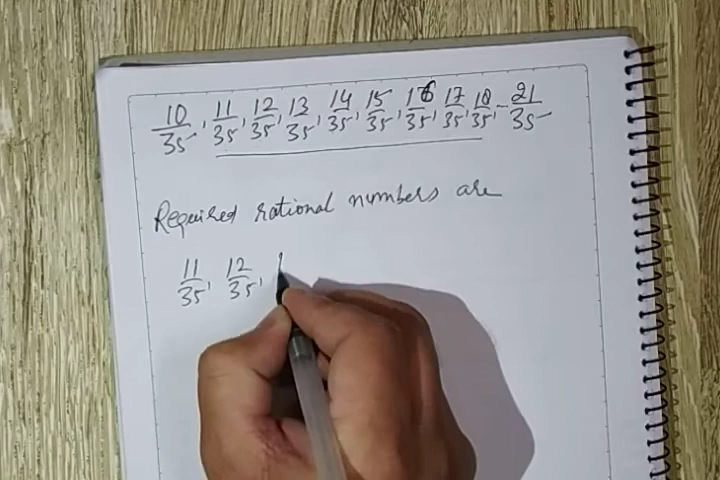 10/35, 11/35, 12/35, 13/35, 14/35, 15/35, 16/35, 17/35, 18/35 - 21/35
Required rational numbers are
11/35, 12/35, 1